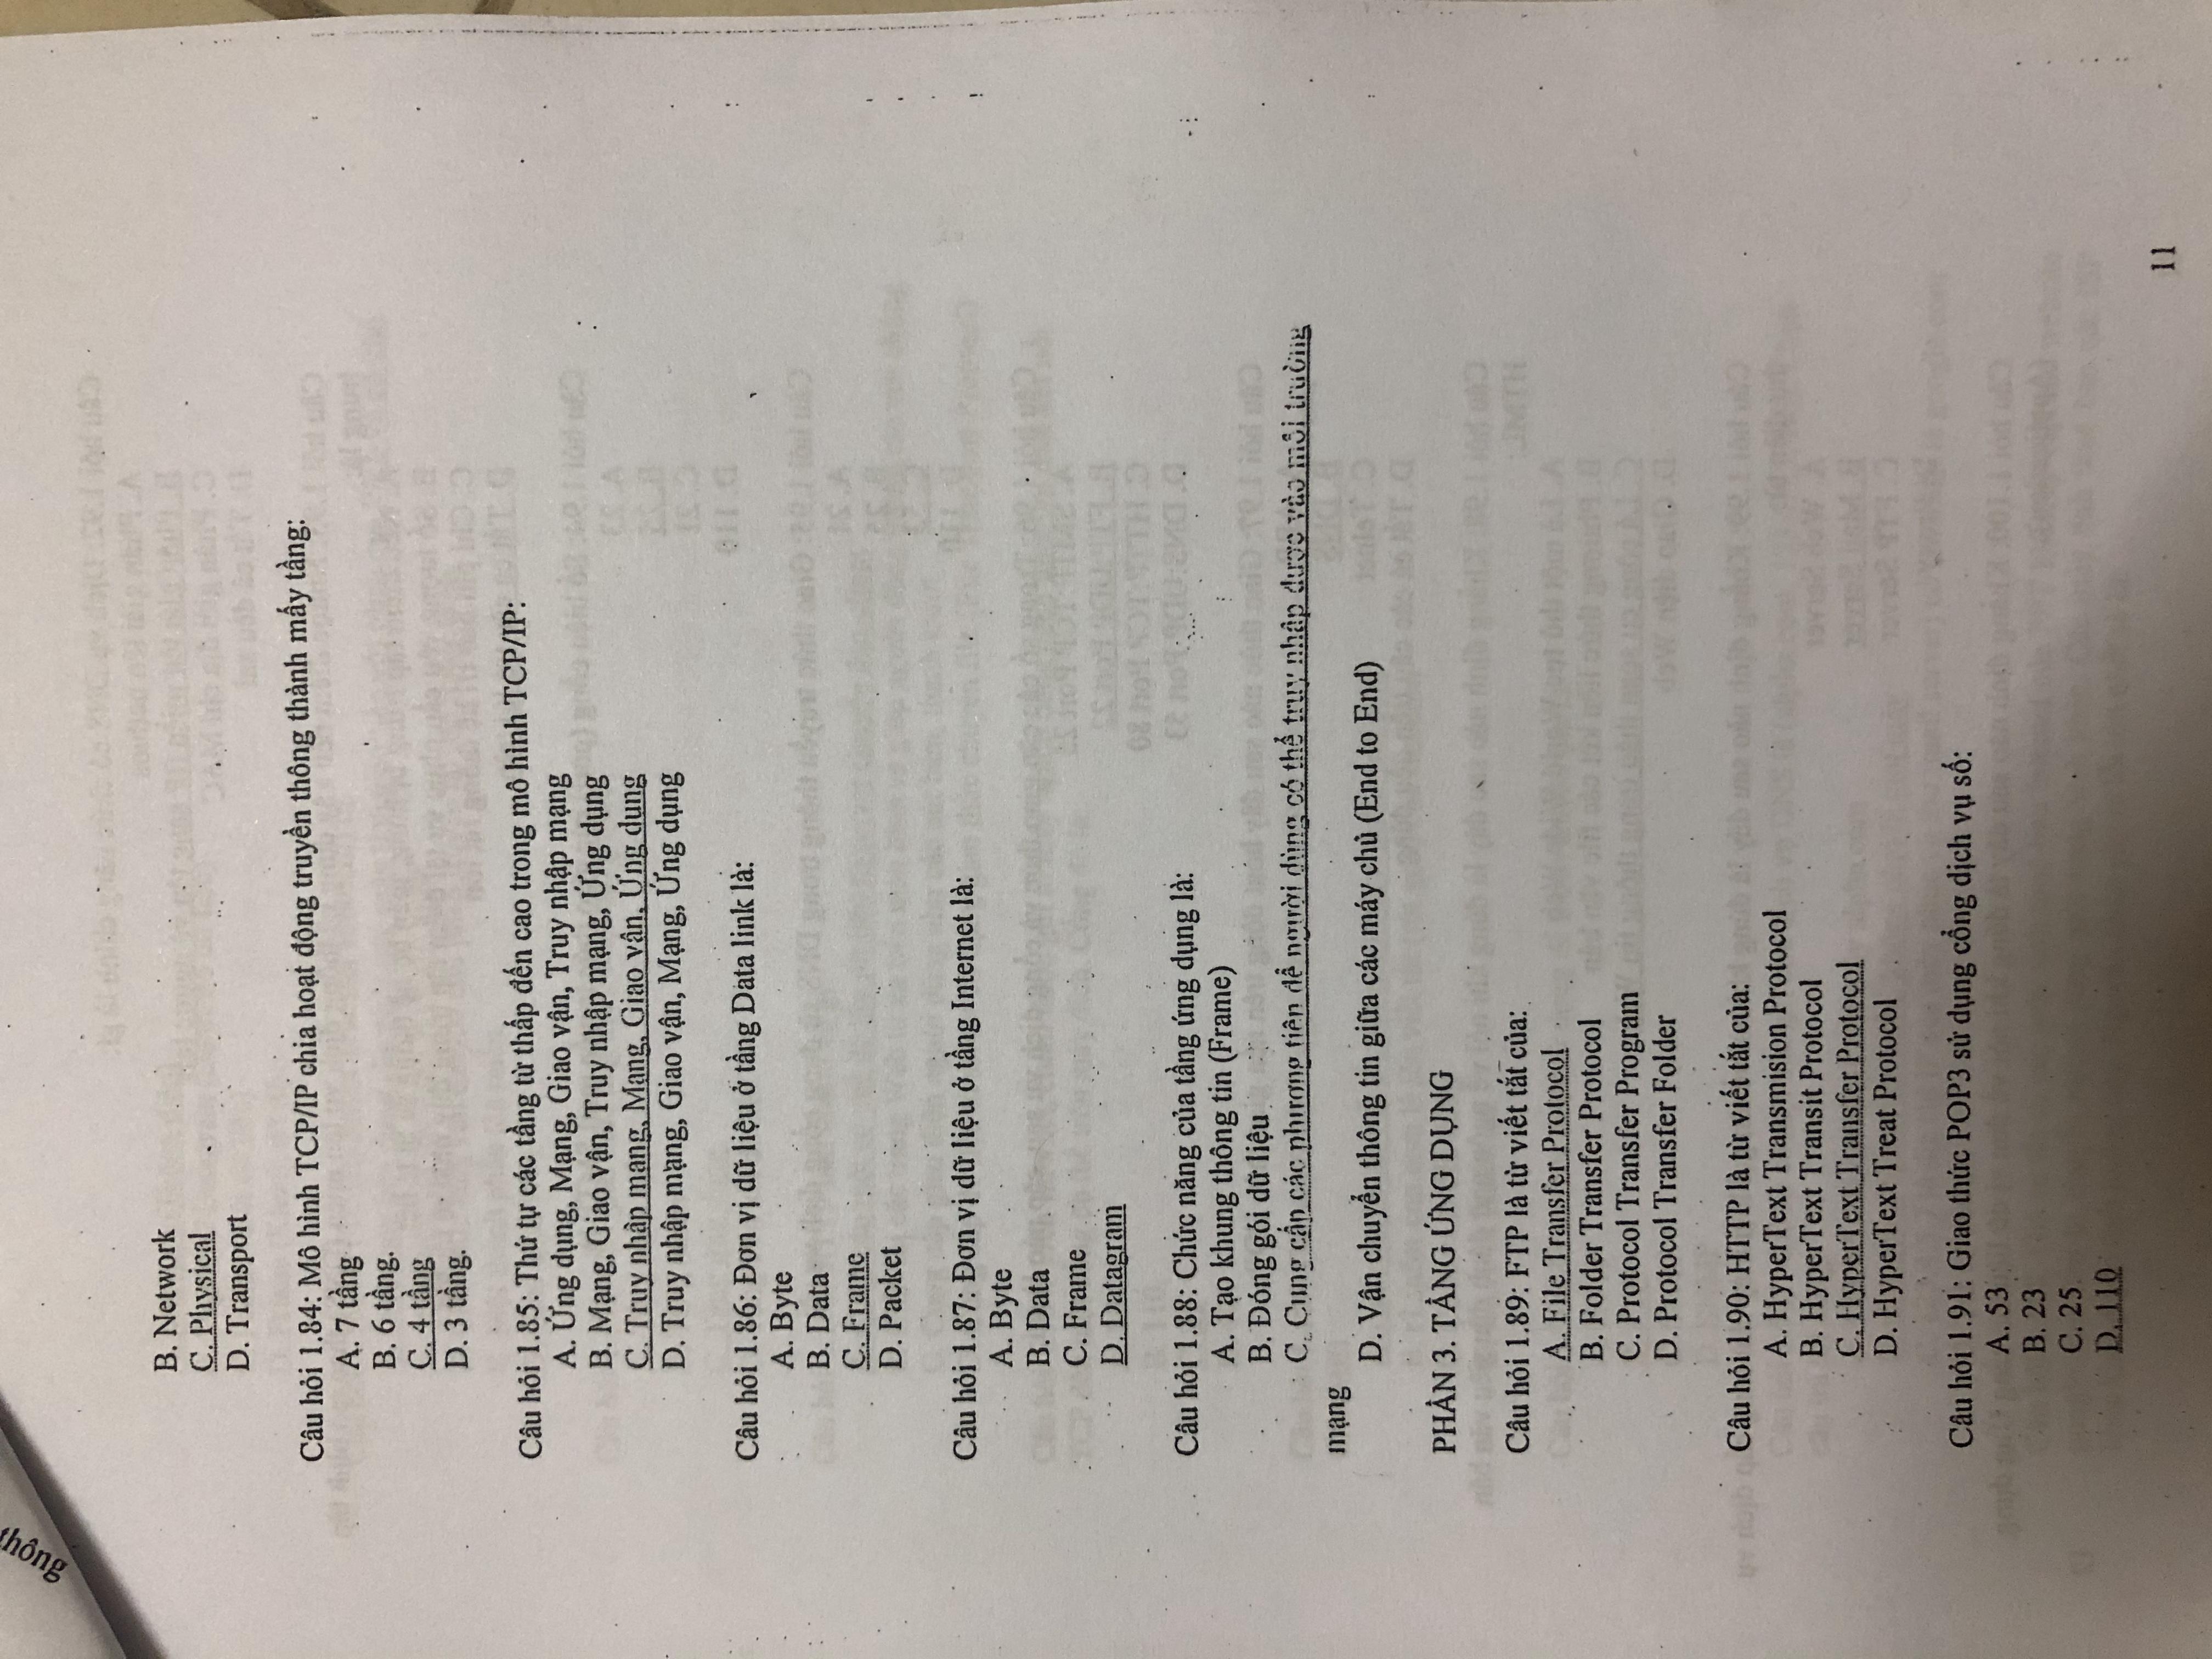 thông
B. Network
C. Physical
D. Transport
Câu hỏi 1.84: Mô hình TCP/IP chia hoạt động truyền thông thành mấy tầng:
A. 7 tầng
B. 6 tầng.
C. 4 tầng
D. 3 tầng.
Câu hỏi 1.85: Thứ tự các tầng từ thấp đến cao trong mô hình TCP/IP:
A. Ứng dụng, Mạng, Giao vận, Truy nhập mạng
B. Mạng, Giao vận, Truy nhập mạng, Ứng dụng
C. Truy nhập mạng, Mạng, Giao vận, Ứng dụng
D. Truy nhập mạng, Giao vận, Mạng, Ứng dụng
Câu hỏi 1.86: Đơn vị dữ liệu ở tầng Data link là:
A. Byte
B. Data
C. Frame
D. Packet
Câu hỏi 1.87: Đơn vị dữ liệu ở tầng Internet là:
A. Byte
B. Data
C. Frame
D. Datagram
Câu hỏi 1.88: Chức năng của tầng ứng dụng là:
A. Tạo khung thông tin (Frame)
B. Đóng gói dữ liệu
C. Cung cấp các phương tiện để người dùng có thể truy nhập được vào môi trường
mạng
D. Vận chuyển thông tin giữa các máy chủ (End to End)
PHẦN 3. TẦNG ỨNG DỤNG
Câu hỏi 1.89: FTP là từ viết tắt của:
A. File Transfer Protocol
B. Folder Transfer Protocol
C. Protocol Transfer Program
D. Protocol Transfer Folder
Câu hỏi 1.90: HTTP là từ viết tắt của:
A. HyperText Transmision Protocol
B. HyperText Transit Protocol
C. HyperText Transfer Protocol
D. HyperText Treat Protocol
Câu hỏi 1.91: Giao thức POP3 sử dụng cổng dịch vụ số:
A. 53
B. 23
C. 25
D. 110
11